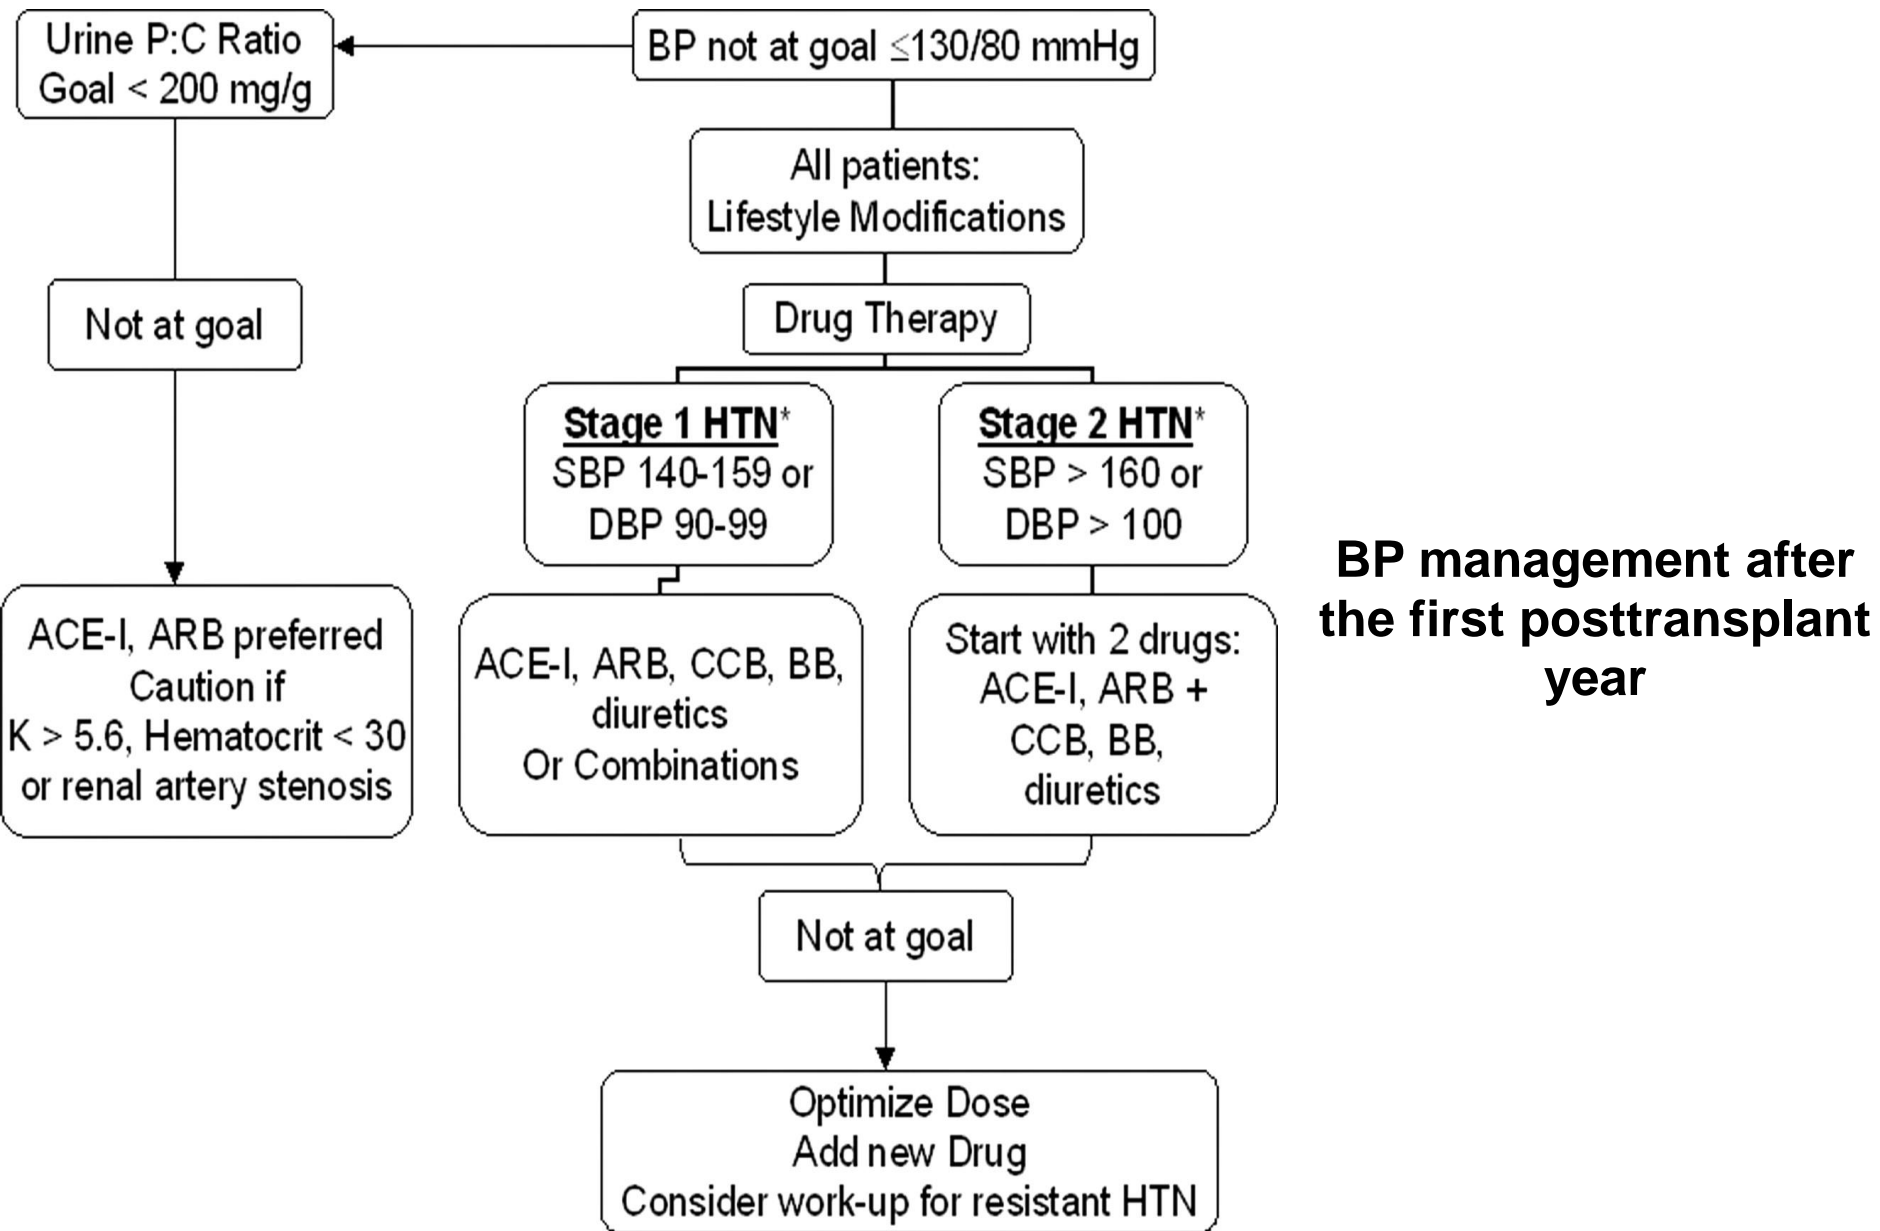 Urine P:C Ratio
Goal < 200 mg/g
BP not at goal ≤130/80 mmHg
All patients:
Lifestyle Modifications
Not at goal
Drug Therapy
Stage 1 HTN*
SBP 140-159 or
DBP 90-99
Stage 2 HTN*
SBP > 160 or
DBP > 100
ACE-I, ARB preferred
Caution if
K > 5.6, Hematocrit < 30
or renal artery stenosis
ACE-I, ARB, CCB, BB,
diuretics
Or Combinations
Start with 2 drugs:
ACE-I, ARB +
CCB, BB,
diuretics
BP management after
the first posttransplant
year
Not at goal
Optimize Dose
Add new Drug
Consider work-up for resistant HTN